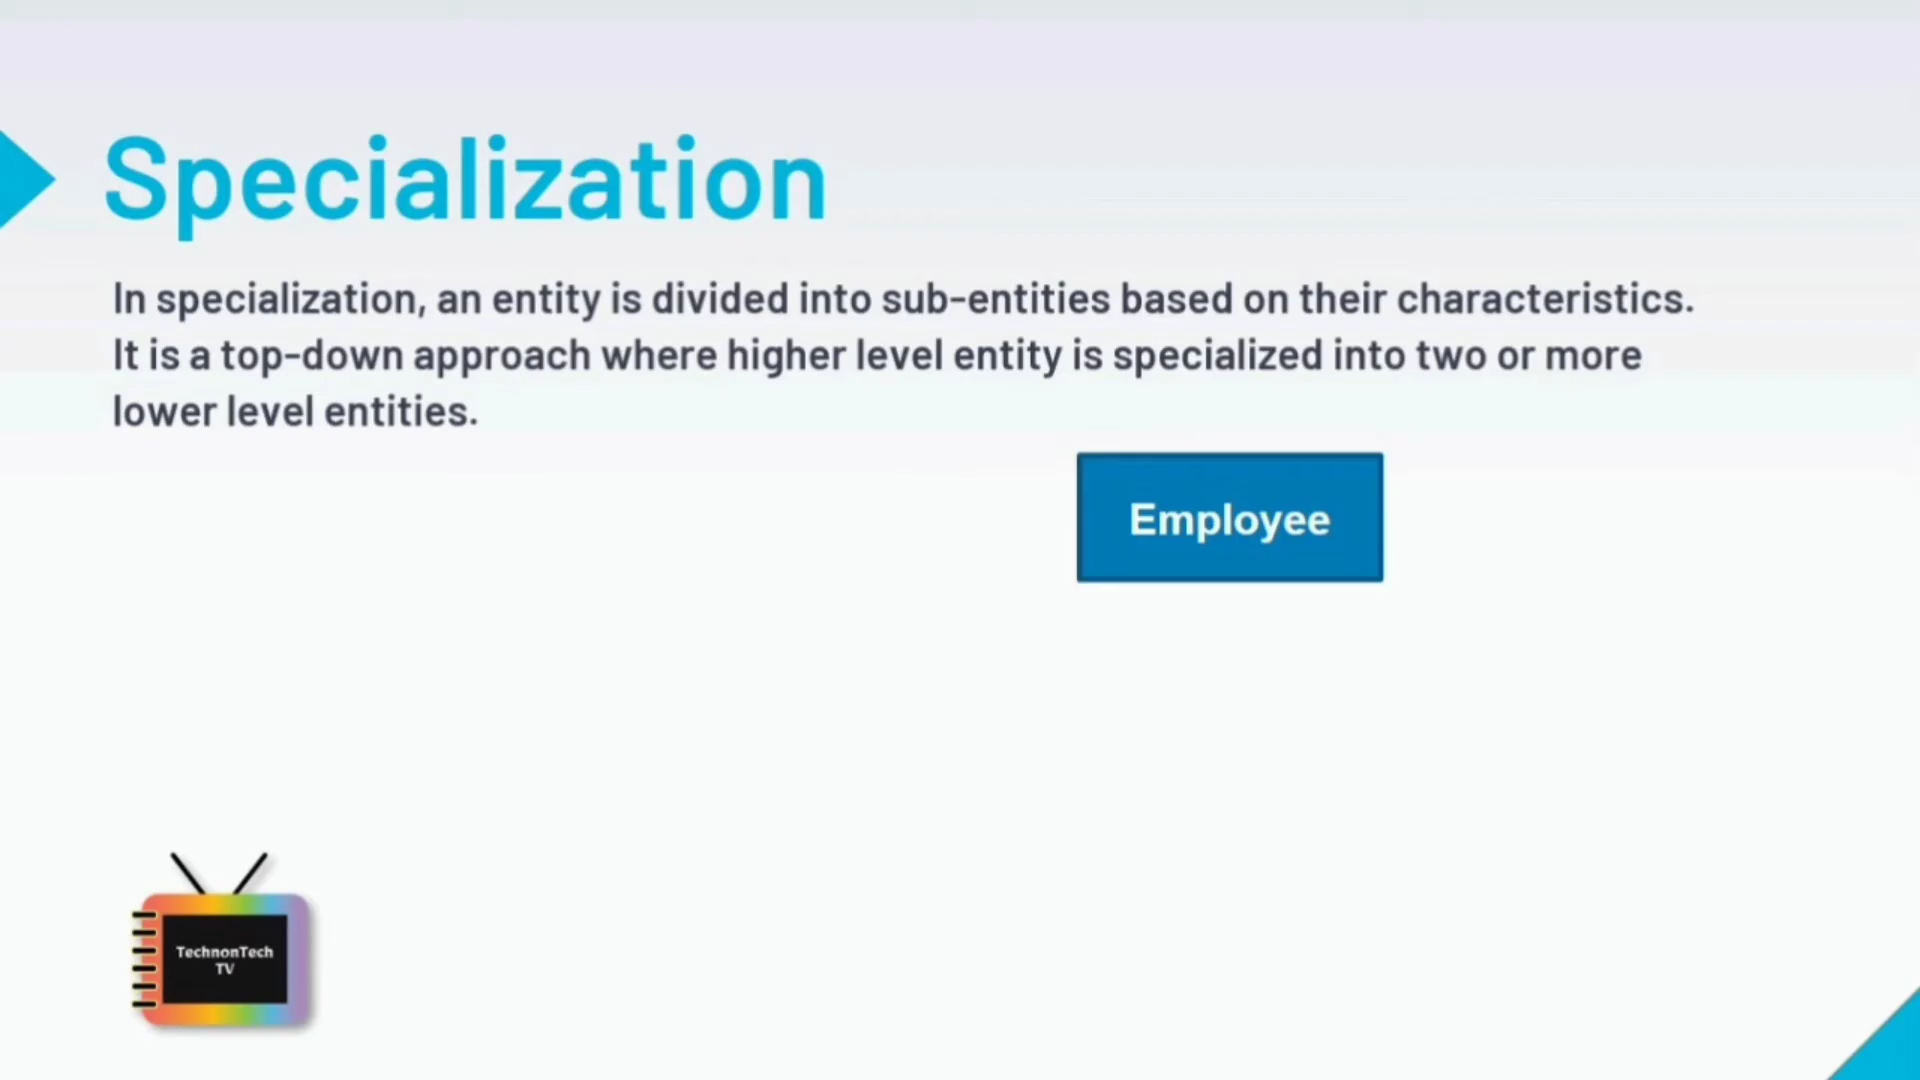 Specialization
In specialization, an entity is divided into sub-entities based on their characteristics.
It is a top-down approach where higher level entity is specialized into two or more
lower level entities.
Employee
TechnonTech
TV